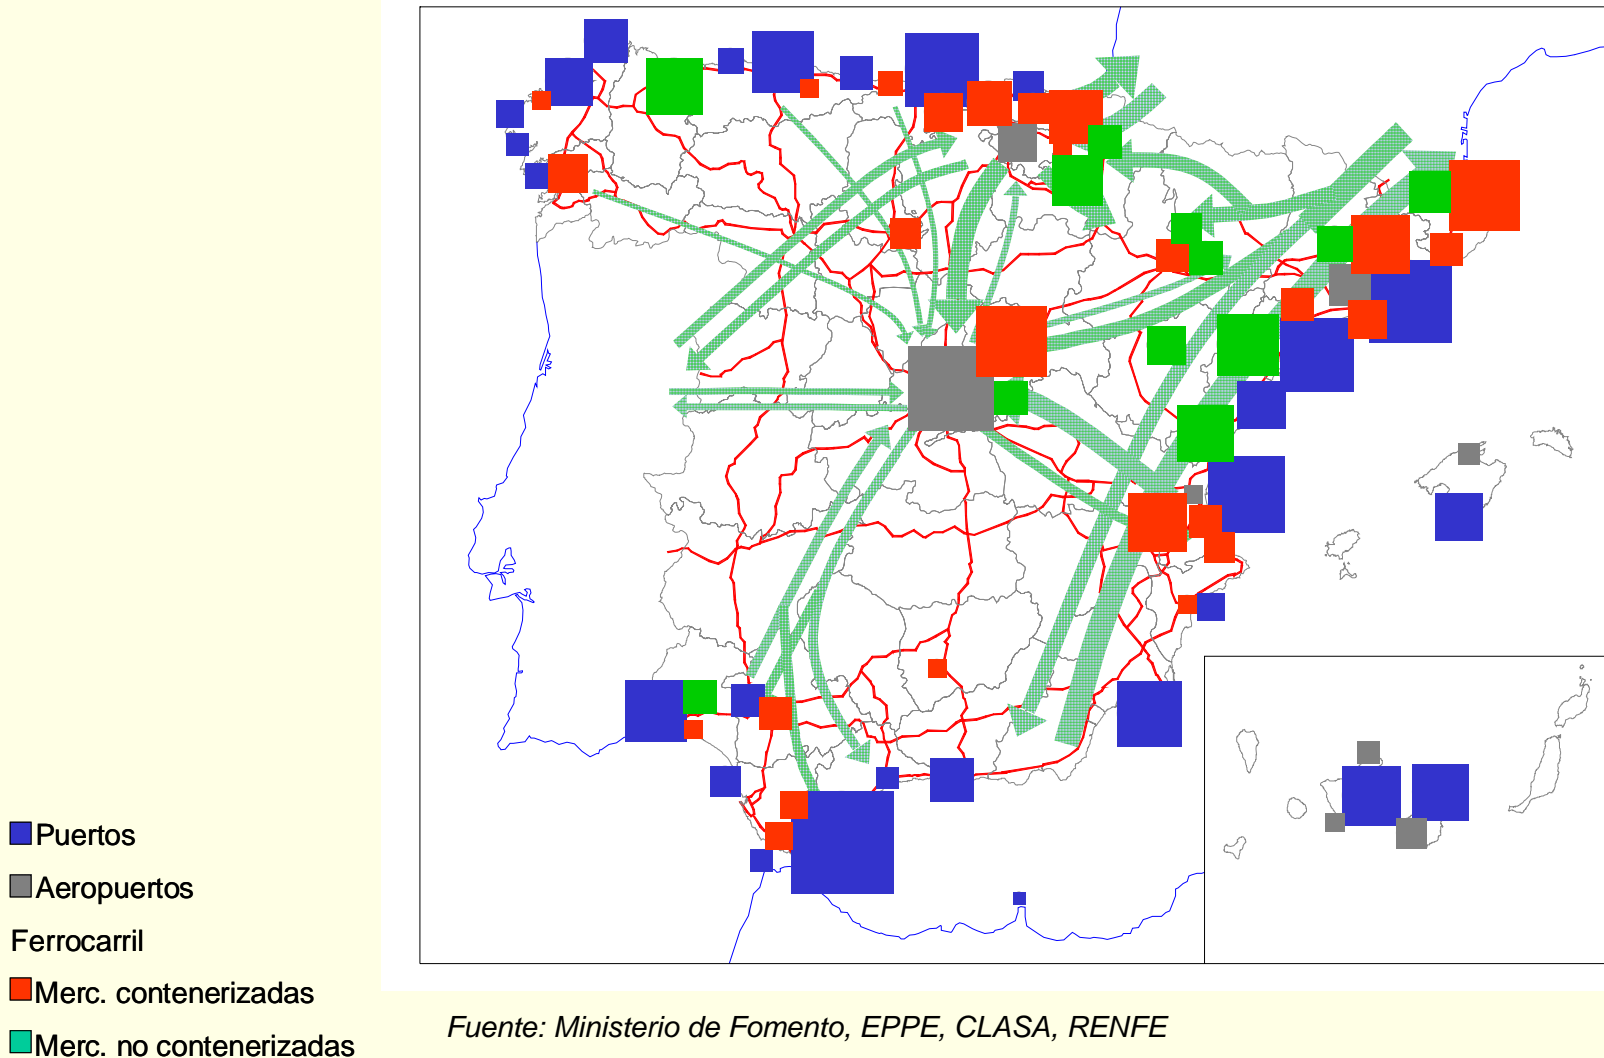 Puertos
Aeropuertos
Ferrocarril
Merc. contenerizadas
Merc. no contenerizadas
Fuente: Ministerio de Fomento, EPPE, CLASA, RENFE